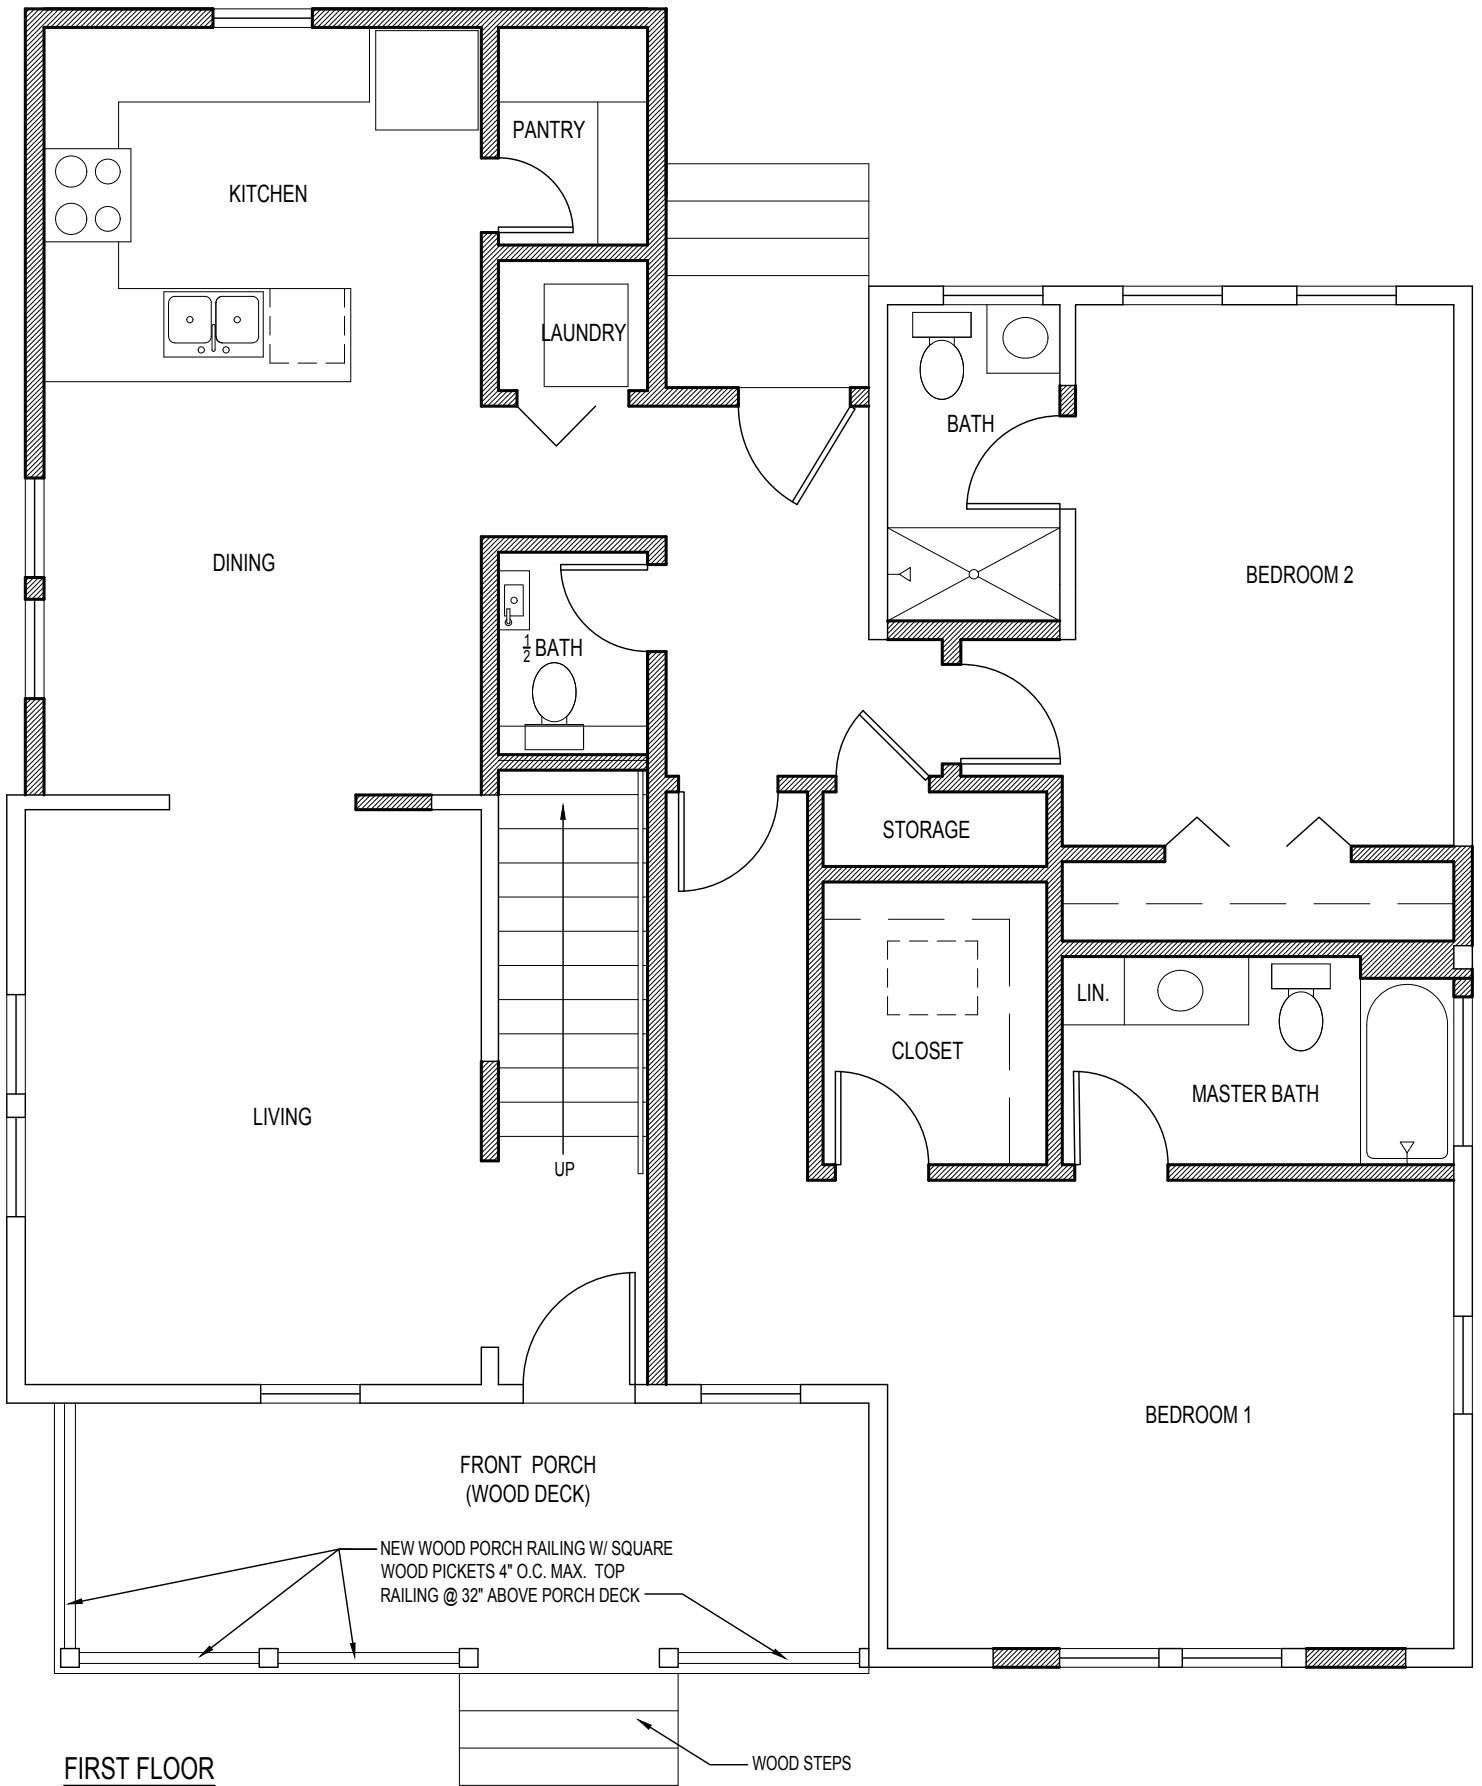 PANTRY
KITCHEN
LAUNDRY
BATH
DINING
BEDROOM 2
1/2 BATH
STORAGE
LIN.
CLOSET
MASTER BATH
LIVING
UP
BEDROOM 1
FRONT PORCH
(WOOD DECK)
NEW WOOD PORCH RAILING W/ SQUARE
WOOD PICKETS 4" O.C. MAX. TOP
RAILING @ 32" ABOVE PORCH DECK
WOOD STEPS
FIRST FLOOR